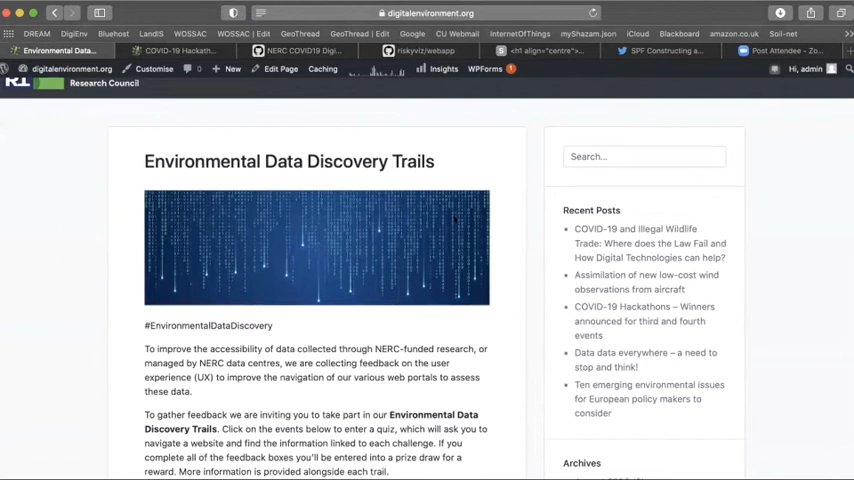 digitalenvironment.org
DREAM DigiEnv Bluehost LandIS WOSSAC WOSSAC | Edit GeoThread GeoThread | Edit Google CU Webmail InternetOfThings myShazam.json iCloud Blackboard amazon.co.uk Soil-net
Environmental Data... COVID-19 Hackath... NERC COVID19 Digi... riskyviz/webapp <h1 align="centre">... SPF Constructing a... Post Attendee - Zo...
digitalenvironment.org Customise 0 New Edit Page Caching Insights WPForms 1 Hi, admin
Research Council
Environmental Data Discovery Trails
#EnvironmentalDataDiscovery
To improve the accessibility of data collected through NERC-funded research, or
managed by NERC data centres, we are collecting feedback on the user
experience (UX) to improve the navigation of our various web portals to assess
these data.
To gather feedback we are inviting you to take part in our Environmental Data
Discovery Trails. Click on the events below to enter a quiz, which will ask you to
navigate a website and find the information linked to each challenge. If you
complete all of the feedback boxes you'll be entered into a prize draw for a
reward. More information is provided alongside each trail.
Search...
Recent Posts
COVID-19 and Illegal Wildlife
Trade: Where does the Law Fail and
How Digital Technologies can help?
Assimilation of new low-cost wind
observations from aircraft
COVID-19 Hackathons – Winners
announced for third and fourth
events
Data data everywhere – a need to
stop and think!
Ten emerging environmental issues
for European policy makers to
consider
Archives